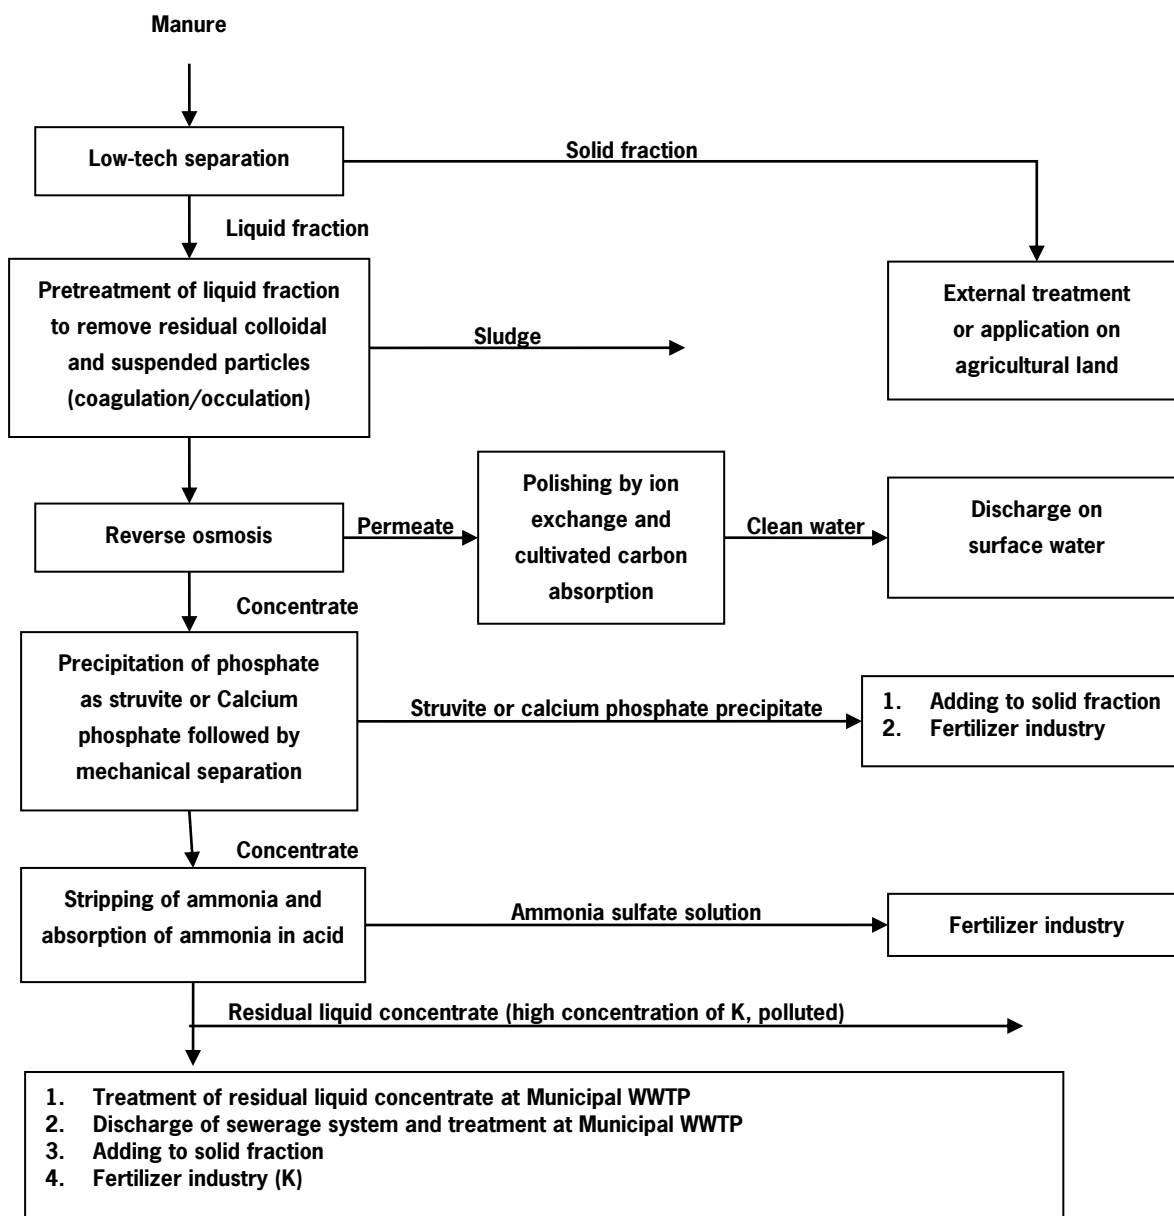 Manure
Low-tech separation
Solid fraction
Liquid fraction
Pretreatment of liquid fraction
to remove residual colloidal
and suspended particles
(coagulation/occulation)
Sludge
External treatment
or application on
agricultural land
Reverse osmosis
Permeate
Polishing by ion
exchange and
cultivated carbon
absorption
Clean water
Discharge on
surface water
Concentrate
Precipitation of phosphate
as struvite or Calcium
phosphate followed by
mechanical separation
Struvite or calcium phosphate precipitate
1. Adding to solid fraction
2. Fertilizer industry
Concentrate
Stripping of ammonia and
absorption of ammonia in acid
Ammonia sulfate solution
Fertilizer industry
Residual liquid concentrate (high concentration of K, polluted)
1. Treatment of residual liquid concentrate at Municipal WWTP
2. Discharge of sewerage system and treatment at Municipal WWTP
3. Adding to solid fraction
4. Fertilizer industry (K)